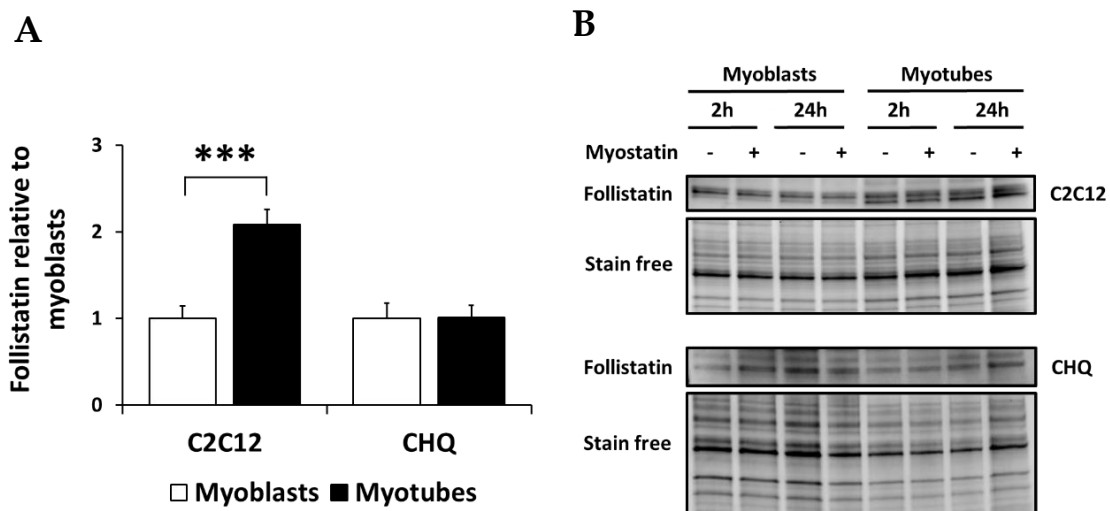 A
Follistatin relative to
myoblasts
3
2
1
0
***
C2C12 CHQ
Myoblasts Myotubes
B
Myoblasts Myotubes
2h 24h 2h 24h
Myostatin - + - + - + - +
Follistatin C2C12
Stain free
Follistatin CHQ
Stain free